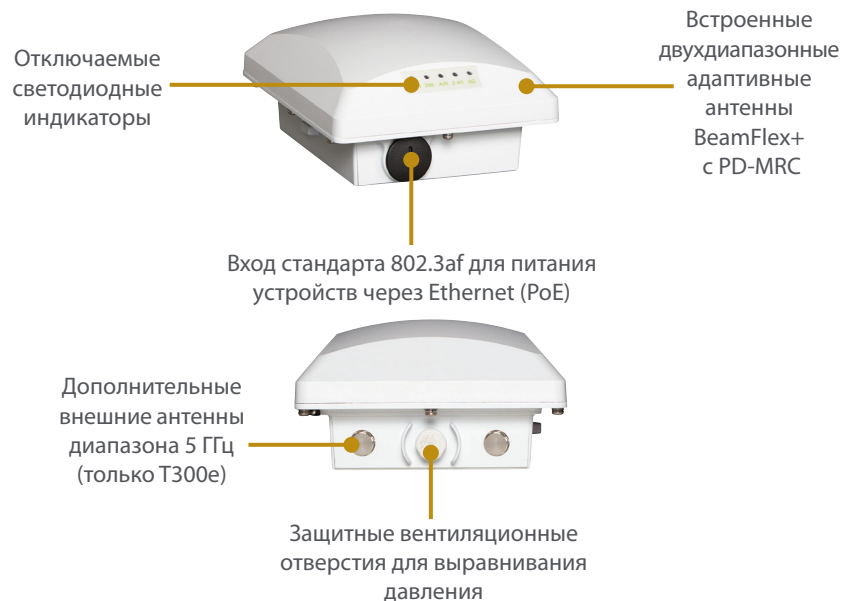 Отключаемые
светодиодные
индикаторы
Встроенные
двухдиапазонные
адаптивные
антенны
BeamFlex+
с PD-MRC
Вход стандарта 802.3af для питания
устройств через Ethernet (PoE)
Дополнительные
внешние антенны
диапазона 5 ГГц
(только T300e)
Защитные вентиляционные
отверстия для выравнивания
давления